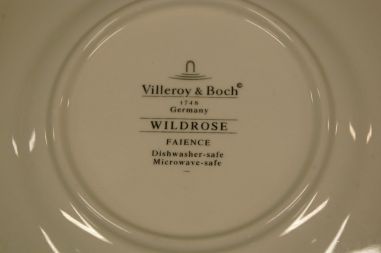 Villeroy & Boch©
1748
Germany
WILDROSE
FAIENCE
Dishwasher-safe
Microwave-safe